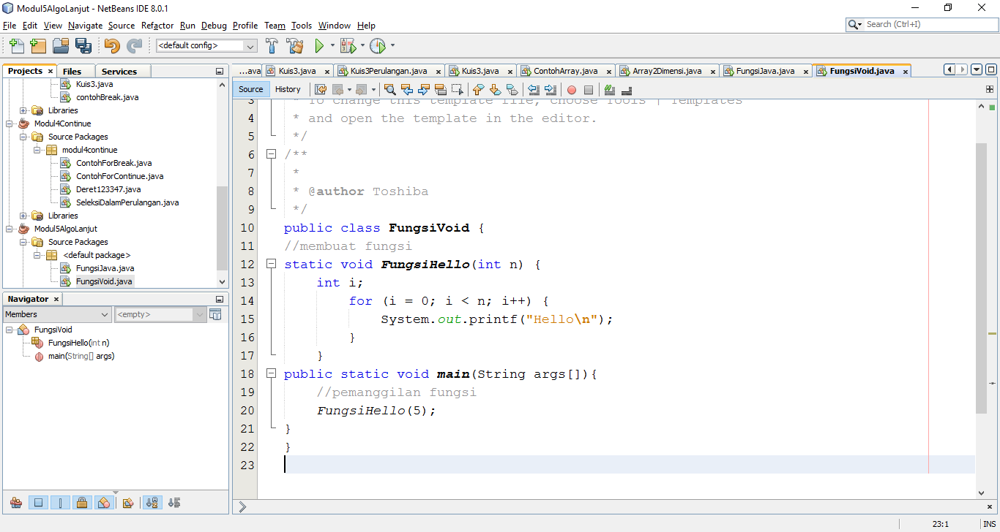 Modul5AlgoLanjut - NetBeans IDE 8.0.1
File Edit View Navigate Source Refactor Run Debug Profile Team Tools Window Help
Search (Ctrl+I)
<default config>
Projects × Files Services
Kuis3.java
contohBreak.java
Libraries
Modul4Continue
Source Packages
modul4continue
ContohForBreak.java
ContohForContinue.java
Deret123347.java
SeleksiDalamPerulangan.java
Libraries
Modul5AlgoLanjut
Source Packages
<default package>
FungsiJava.java
FungsiVoid.java
Navigator ×
Members <empty>
FungsiVoid
FungsiHello(int n)
main(String[] args)
...ava Kuis3.java × Kuis3Perulangan.java × Kuis3.java × ContohArray.java × Array2Dimensi.java × FungsiJava.java × FungsiVoid.java ×
Source History
3 * To change this template file, choose Tools | Templates
4 * and open the template in the editor.
5 */
6 /**
7 *
8 * @author Toshiba
9 */
10 public class FungsiVoid {
11 //membuat fungsi
12 static void FungsiHello(int n) {
13 int i;
14 for (i = 0; i < n; i++) {
15 System.out.printf("Hello\n");
16 }
17 }
18 public static void main(String args[]){
19 //pemanggilan fungsi
20 FungsiHello(5);
21 }
22 }
23
23:1 INS